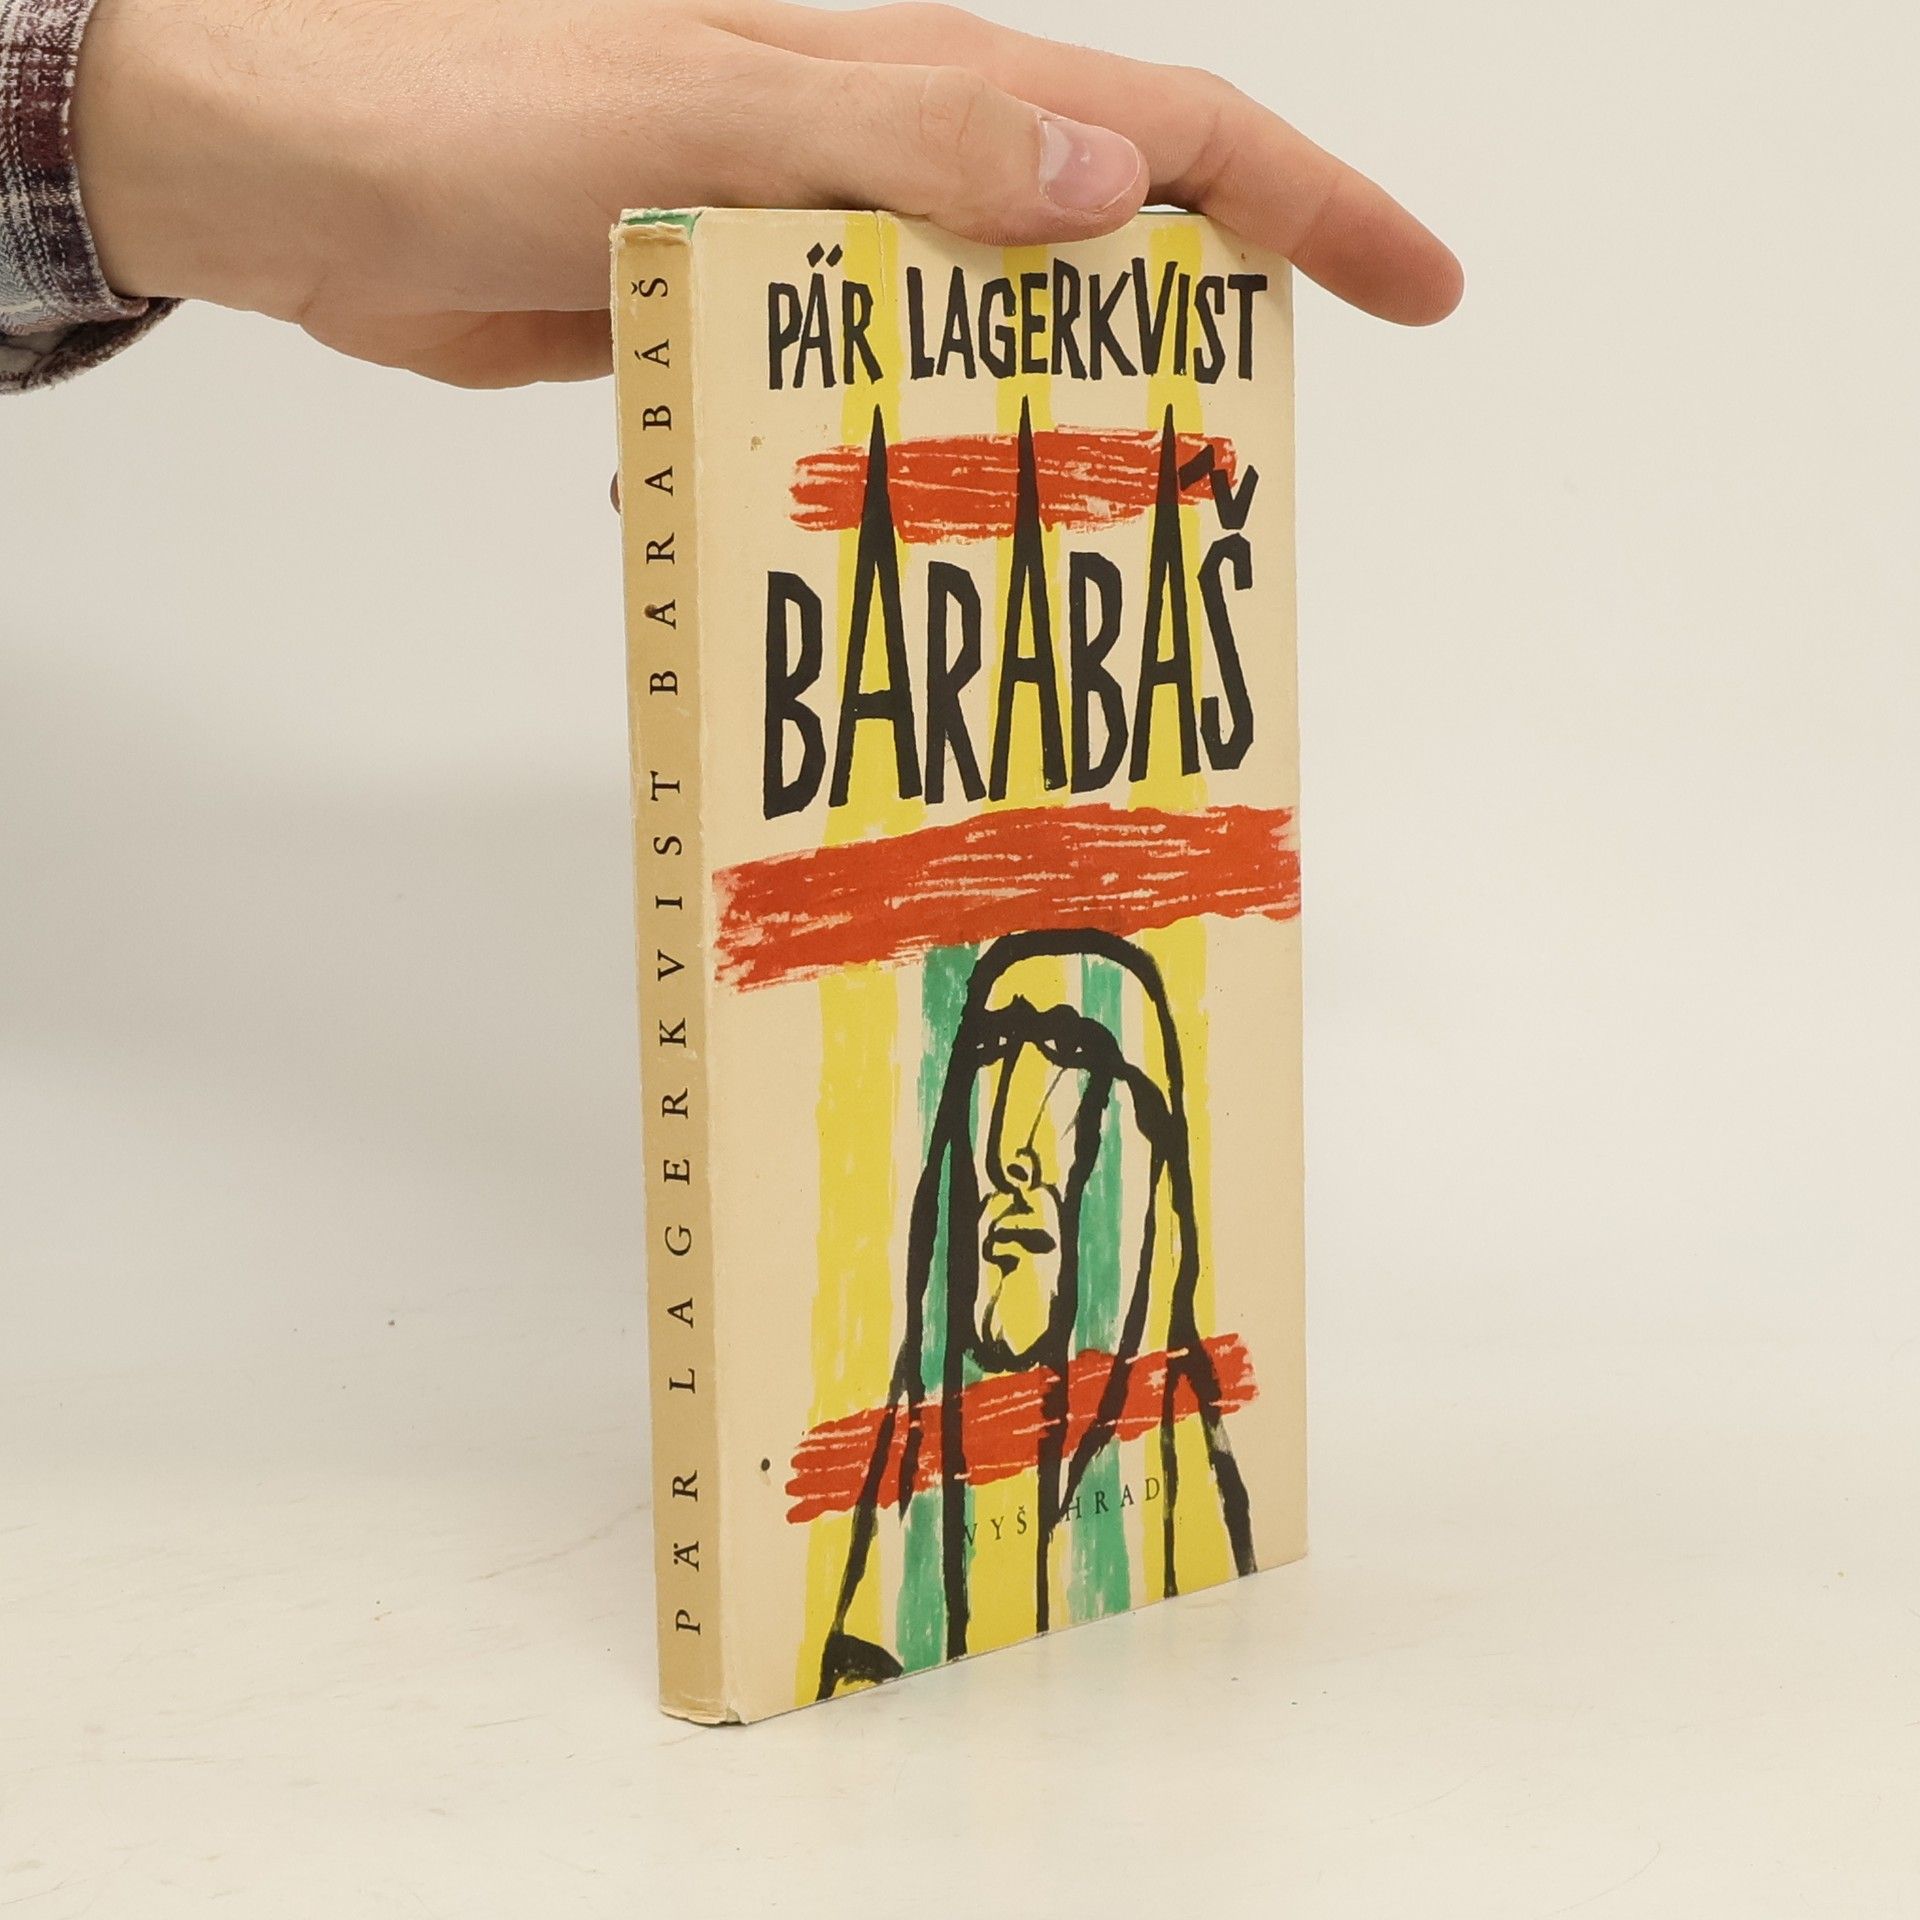 PÄR LAGERKVIST BARABÁŠ
PÄR LAGERKVIST
BARABÁŠ
VYŠEHRAD